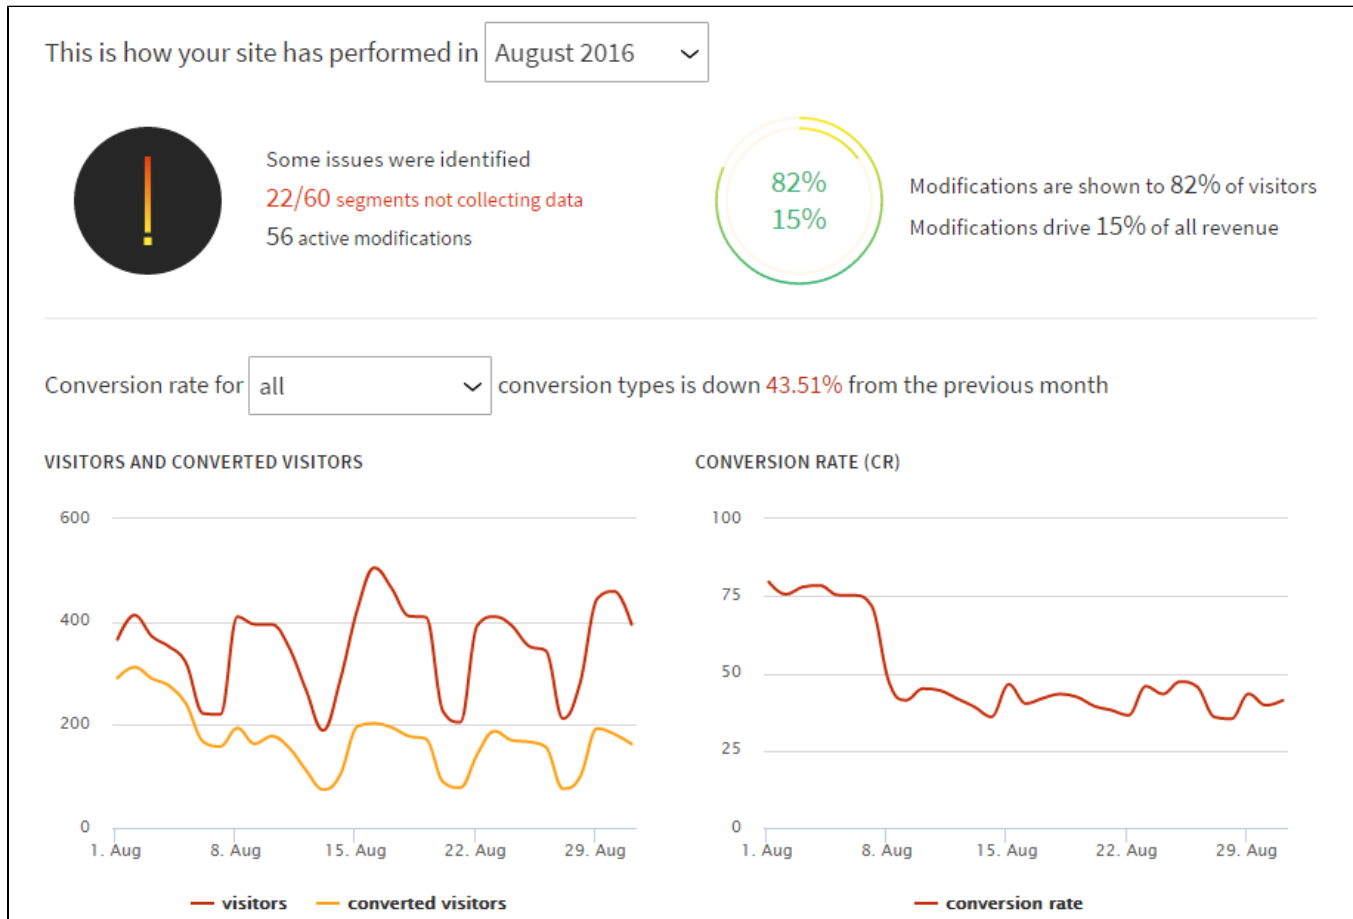 This is how your site has performed in August 2016
Some issues were identified
22/60 segments not collecting data
56 active modifications
82%
15%
Modifications are shown to 82% of visitors
Modifications drive 15% of all revenue
Conversion rate for all conversion types is down 43.51% from the previous month
VISITORS AND CONVERTED VISITORS
600
400
200
0
1. Aug 8. Aug 15. Aug 22. Aug 29. Aug
visitors converted visitors
CONVERSION RATE (CR)
100
75
50
25
0
1. Aug 8. Aug 15. Aug 22. Aug 29. Aug
conversion rate